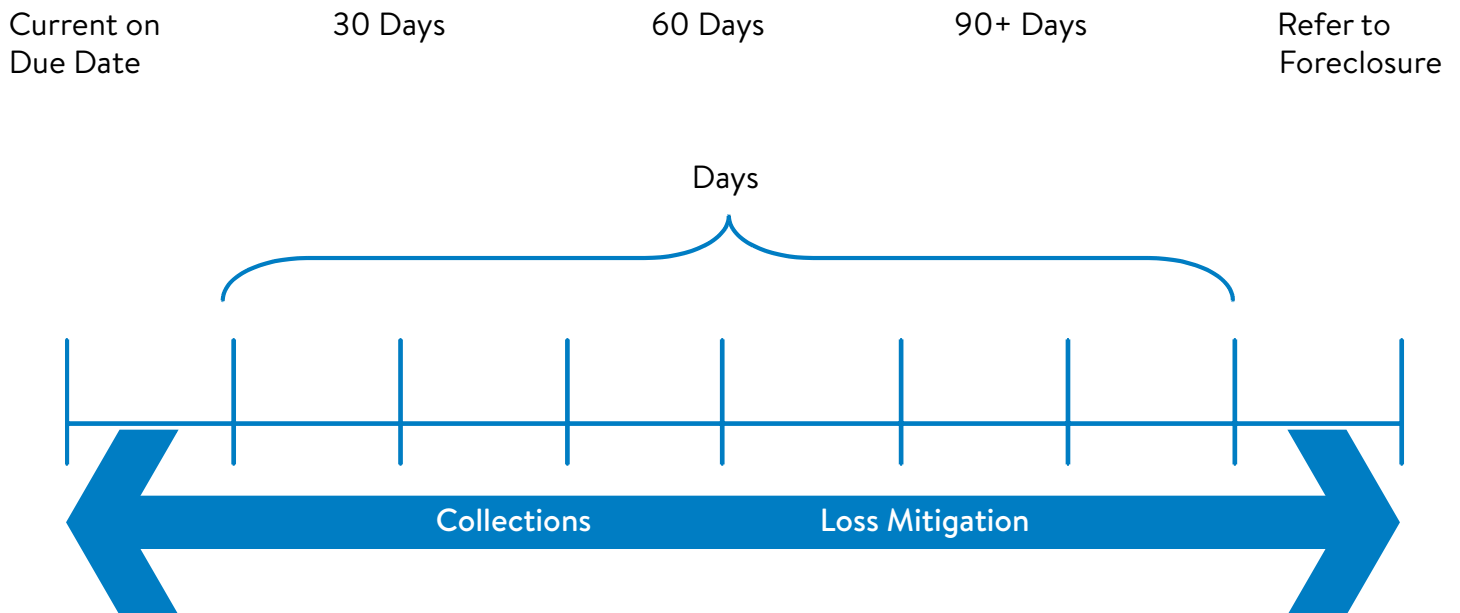 Current on
Due Date
30 Days
60 Days
90+ Days
Refer to
Foreclosure
Days
Collections
Loss Mitigation